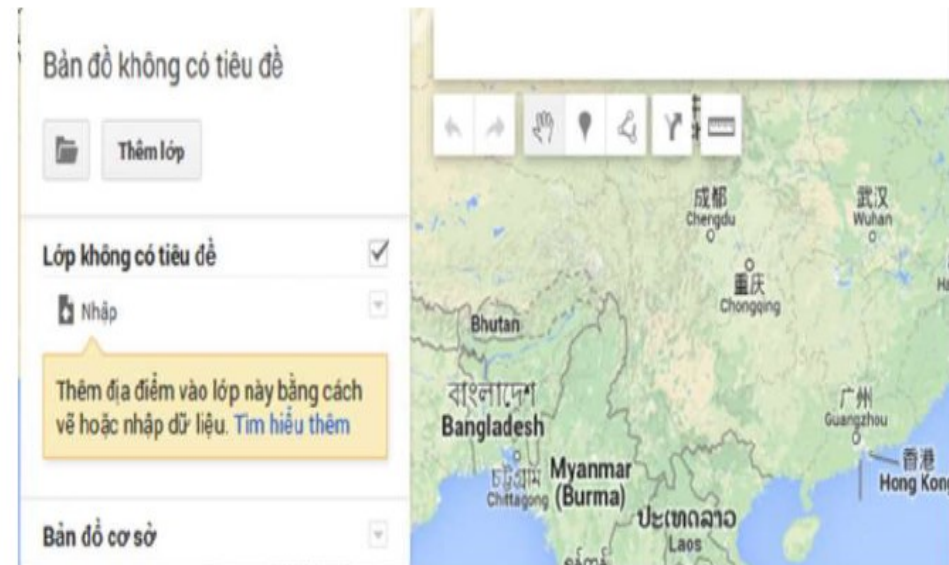 Bản đồ không có tiêu đề
Thêm lớp
Lớp không có tiêu đề
Nhập
Thêm địa điểm vào lớp này bằng cách
vẽ hoặc nhập dữ liệu. Tìm hiểu thêm
Bản đồ cơ sở
成都
Chengdu
武汉
Wuhan
重庆
Chongqing
Bhutan
বাংলাদেশ
Bangladesh
广州
Guangzhou
香港
Hong Kong
চট্টগ্রাম
Chittagong
Myanmar
(Burma)
ປະເທດລາວ
Laos